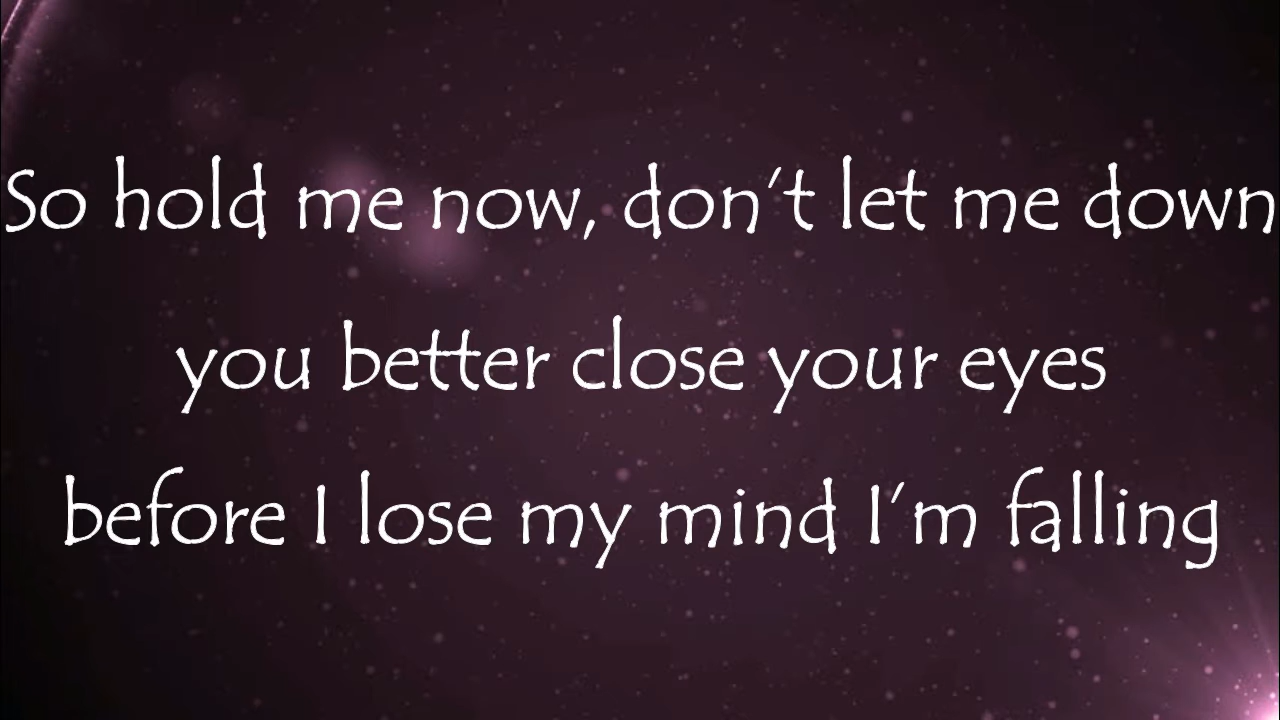 So hold me now, don't let me down
you better close your eyes
before I lose my mind I'm falling